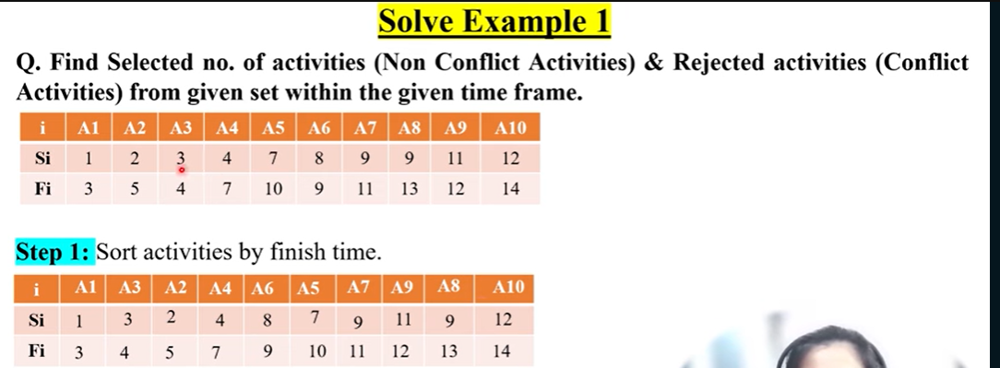 Solve Example 1
Q. Find Selected no. of activities (Non Conflict Activities) & Rejected activities (Conflict
Activities) from given set within the given time frame.
i A1 A2 A3 A4 A5 A6 A7 A8 A9 A10
Si 1 2 3 4 7 8 9 9 11 12
Fi 3 5 4 7 10 9 11 13 12 14
Step 1: Sort activities by finish time.
i A1 A3 A2 A4 A6 A5 A7 A9 A8 A10
Si 1 3 2 4 8 7 9 11 9 12
Fi 3 4 5 7 9 10 11 12 13 14